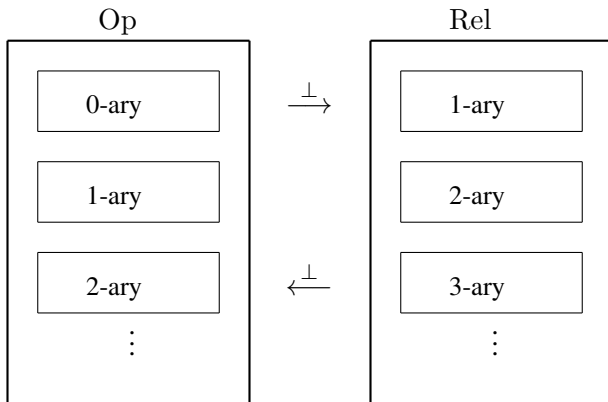 Op Rel
0-ary ⊥ 1-ary
1-ary 2-ary
2-ary ⊥ 3-ary
⋮ ⋮